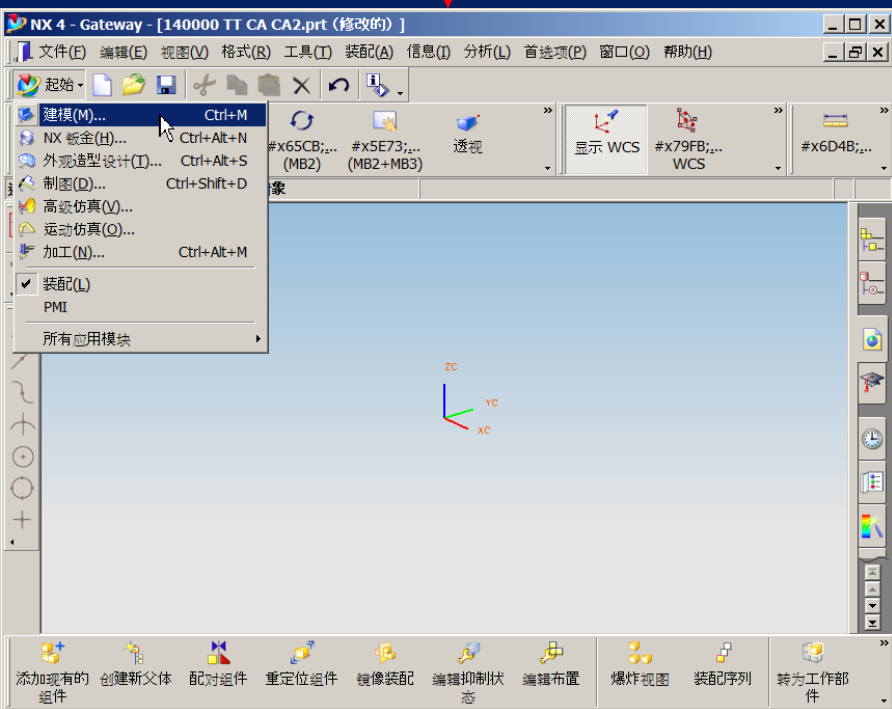 NX 4 - Gateway - [140000 TT CA CA2.prt (修改的) ]
文件(F) 编辑(E) 视图(V) 格式(R) 工具(T) 装配(A) 信息(I) 分析(L) 首选项(P) 窗口(O) 帮助(H)
起始
建模(M)... Ctrl+M
NX 钣金(H)... Ctrl+Alt+N
外观造型设计(T)... Ctrl+Alt+S
制图(D)... Ctrl+Shift+D
高级仿真(V)...
运动仿真(O)...
加工(N)... Ctrl+Alt+M
装配(L)
PMI
所有应用模块
#x65CB;... (MB2)
#x5E73;... (MB2+MB3)
透视
显示 WCS
#x79FB;... WCS
#x6D4B;...
象
ZC
YC
XC
添加现有的组件
创建新父体
配对组件
重定位组件
镜像装配
编辑抑制状态
编辑布置
爆炸视图
装配序列
转为工作部件